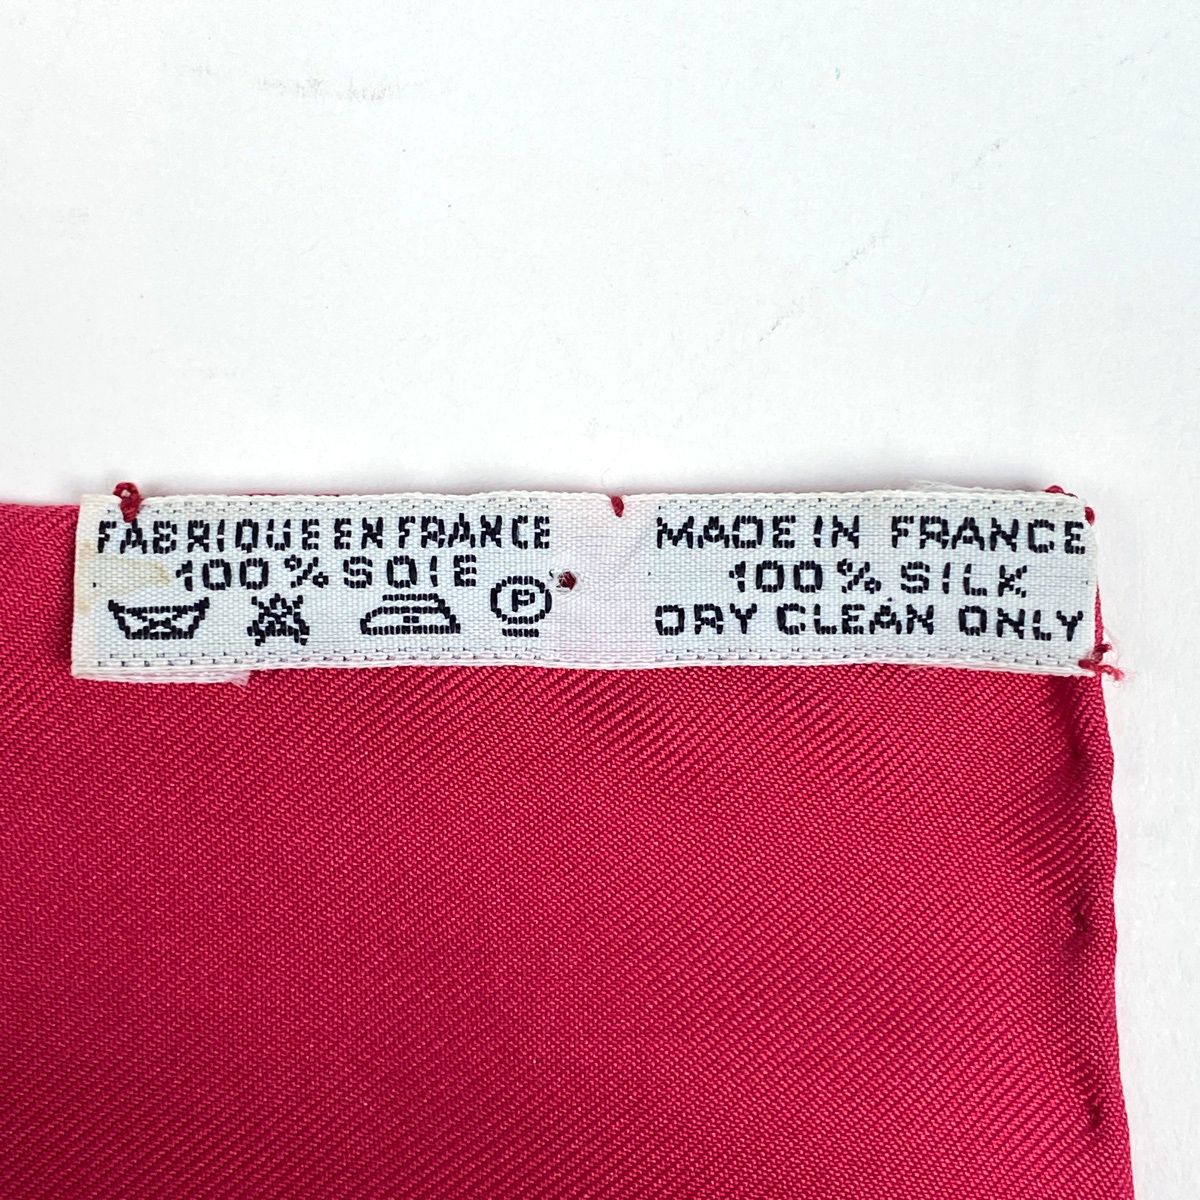 FABRIQUE EN FRANCE
100% SOIE
P
MADE IN FRANCE
100% SILK
DRY CLEAN ONLY